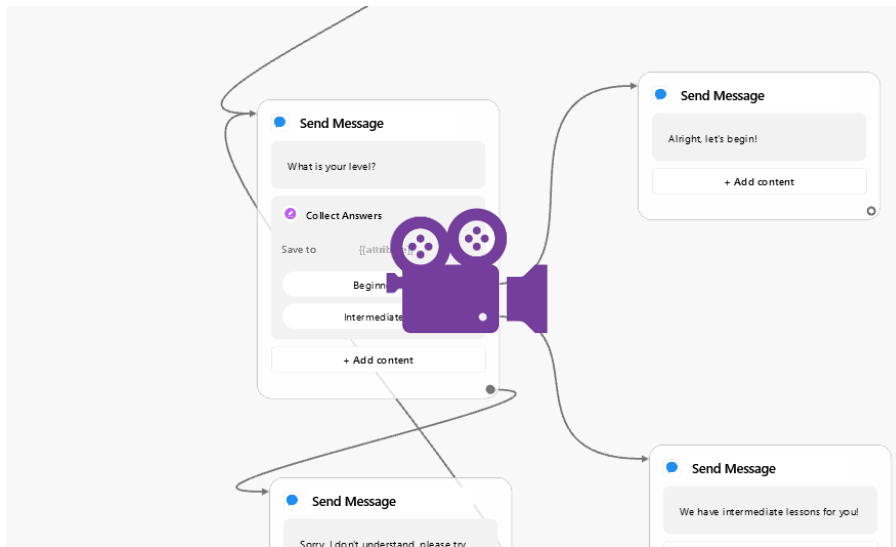 Send Message
What is your level?
Collect Answers
Save to
Intermediate
+ Add content
Send Message
Alright, let's begin!
+ Add content
Send Message
Sorry, I don't understand, please try
Send Message
We have intermediate lessons for you!